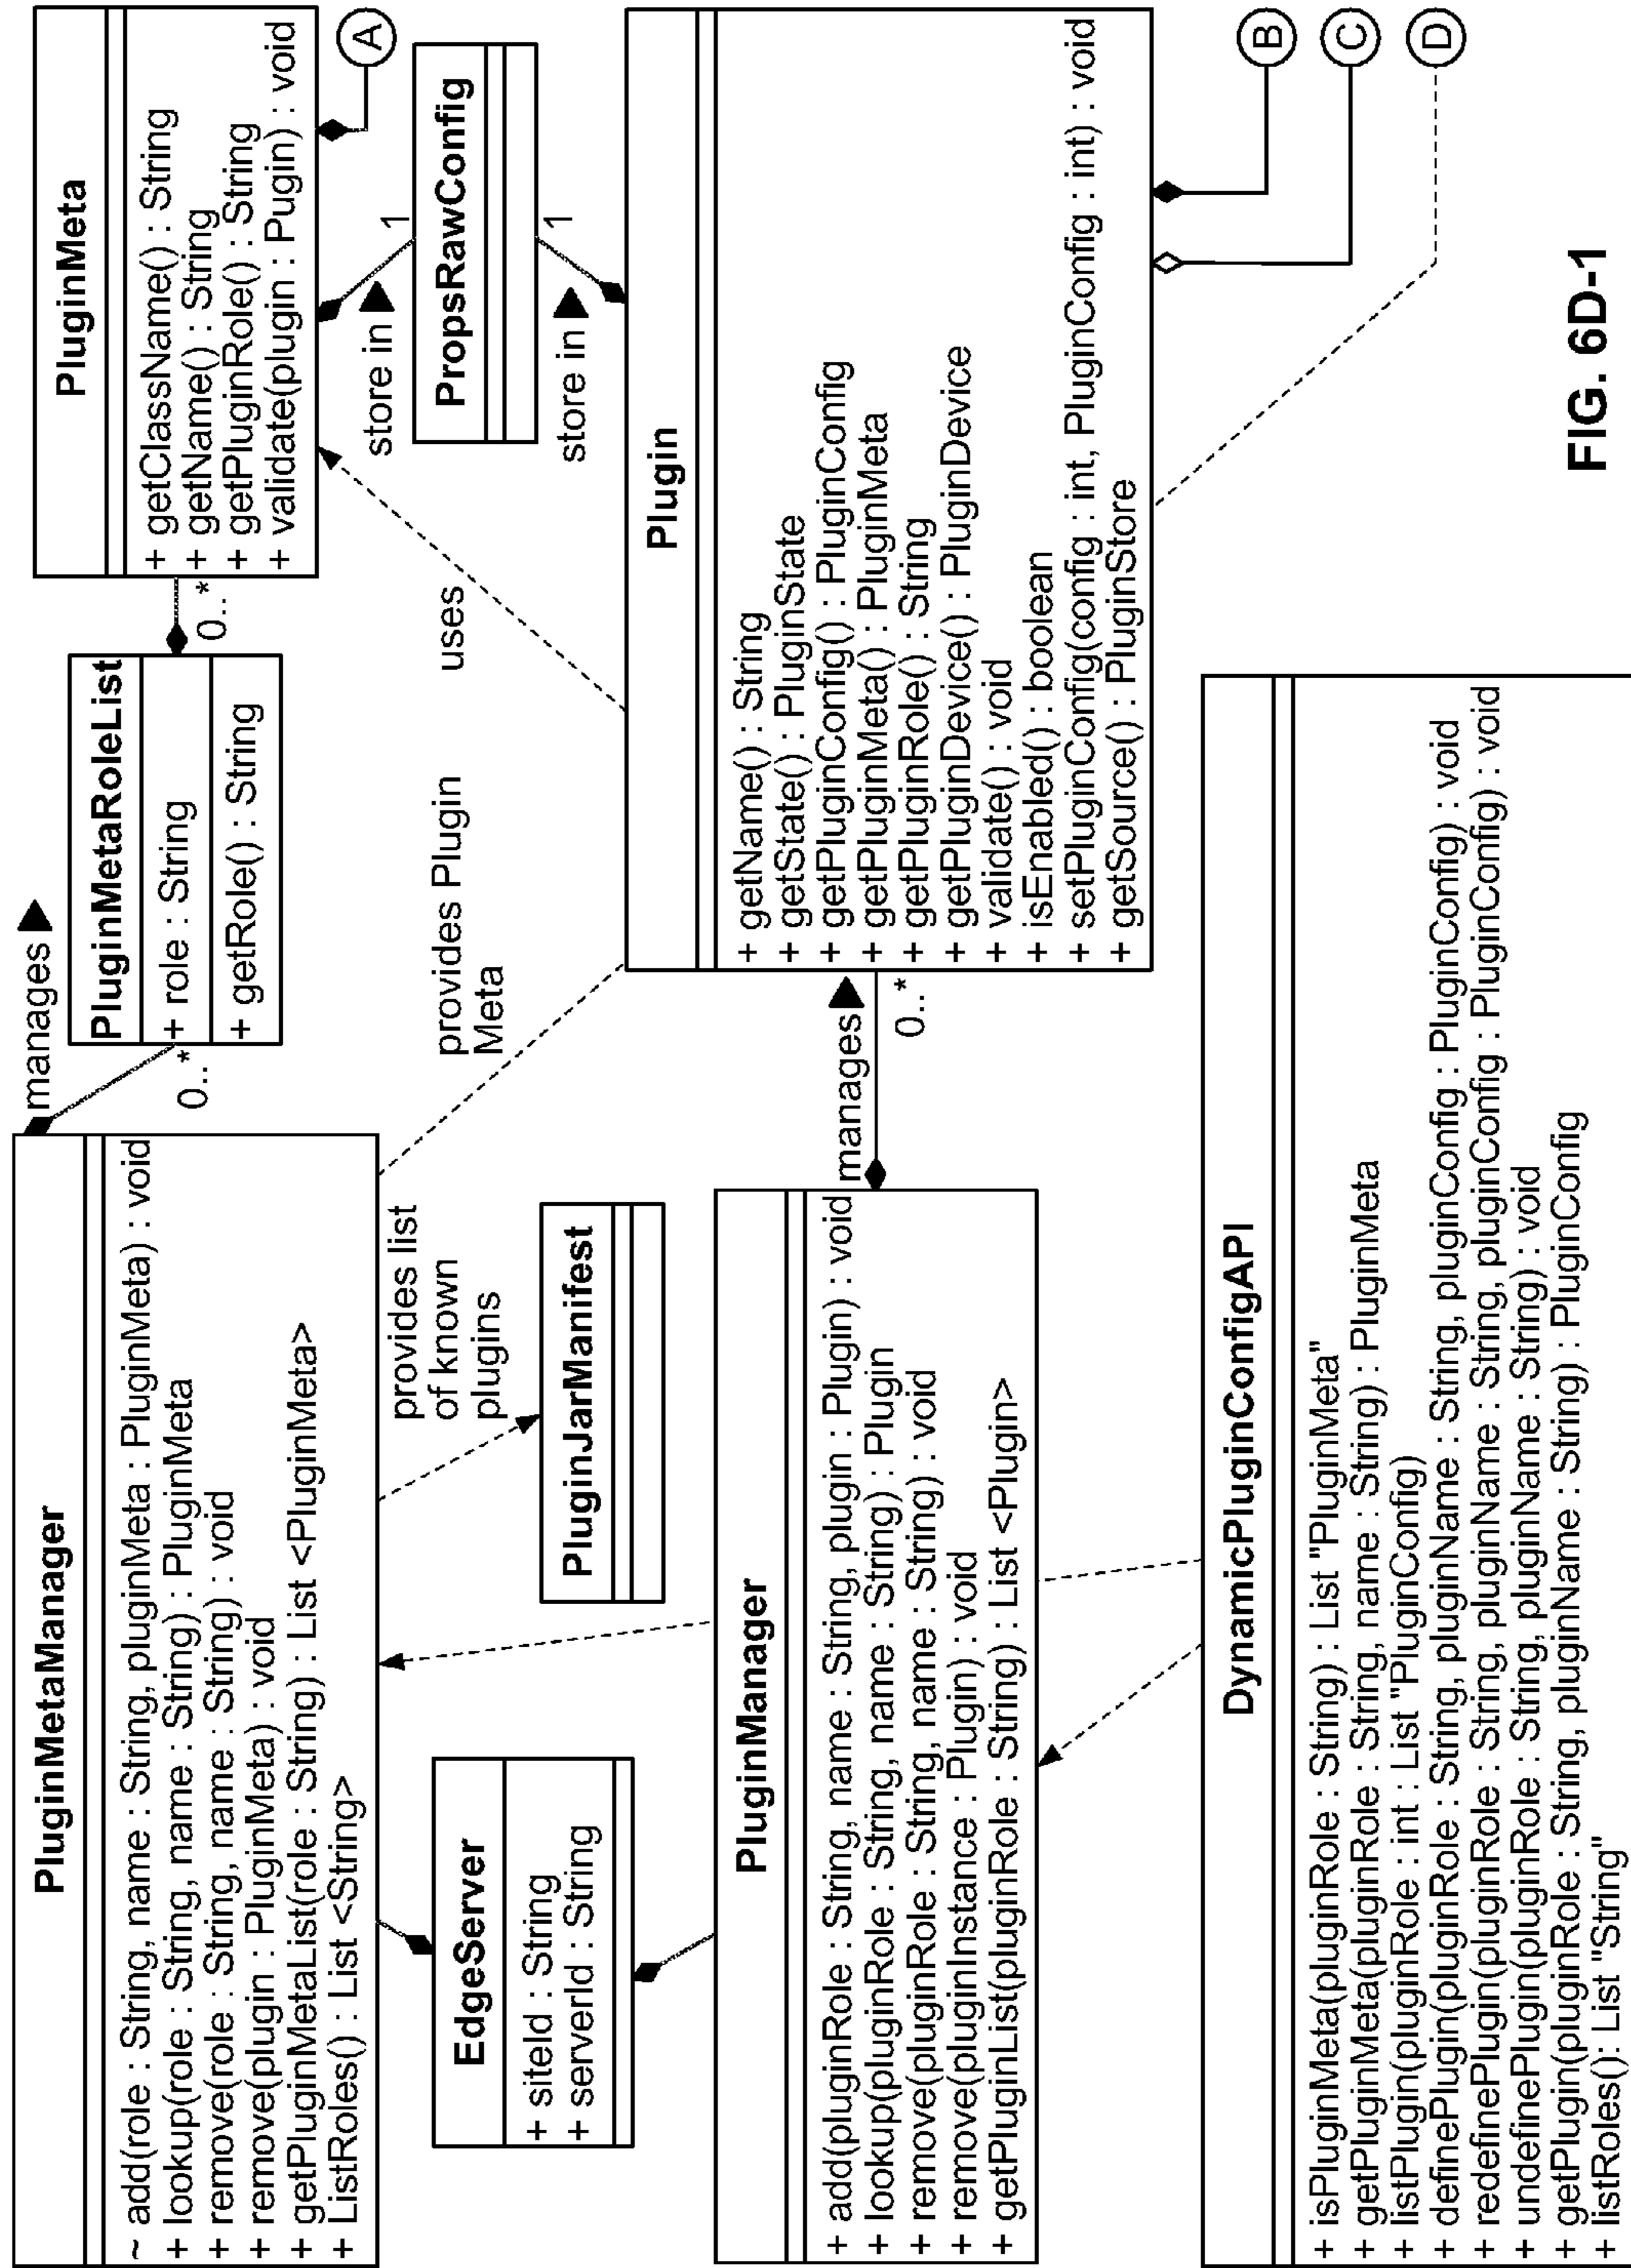 PluginMetaManager
~ add(role : String, name : String, pluginMeta : PluginMeta) : void
+ lookup(role : String, name : String) : PluginMeta
+ remove(role : String, name : String) : void
+ remove(plugin : PluginMeta) : void
+ getPluginMetaList(role : String) : List <PluginMeta>
+ ListRoles() : List <String>
manages
0..*
PluginMetaRoleList
+ role : String
+ getRole() : String
0..*
PluginMeta
+ getClassName() : String
+ getName() : String
+ getPluginRole() : String
+ validate(plugin : Pugin) : void
A
store in
1
PropsRawConfig
store in
1
uses
provides Plugin
Meta
provides list
of known
plugins
PluginJarManifest
EdgeServer
+ siteId : String
+ serverId : String
PluginManager
+ add(pluginRole : String, name : String, plugin : Plugin) : void
+ lookup(pluginRole : String, name : String) : Plugin
+ remove(pluginRole : String, name : String) : void
+ remove(pluginInstance : Plugin) : void
+ getPluginList(pluginRole : String) : List <Plugin>
manages
0..*
Plugin
+ getName() : String
+ getState() : PluginState
+ getPluginConfig() : PluginConfig
+ getPluginMeta() : PluginMeta
+ getPluginRole() : String
+ getPluginDevice() : PluginDevice
+ validate() : void
+ isEnabled() : boolean
+ setPluginConfig(config : int, PluginConfig : int) : void
+ getSource() : PluginStore
B
C
D
DynamicPluginConfigAPI
+ isPluginMeta(pluginRole : String) : List "PluginMeta"
+ getPluginMeta(pluginRole : String, name : String) : PluginMeta
+ listPlugin(pluginRole : int : List "PluginConfig)
+ definePlugin(pluginRole : String, pluginName : String, pluginConfig : PluginConfig) : void
+ redefinePlugin(pluginRole : String, pluginName : String, pluginConfig : PluginConfig) : void
+ undefinePlugin(pluginRole : String, pluginName : String) : void
+ getPlugin(pluginRole : String, pluginName : String) : PluginConfig
+ listRoles(): List "String"
FIG. 6D-1